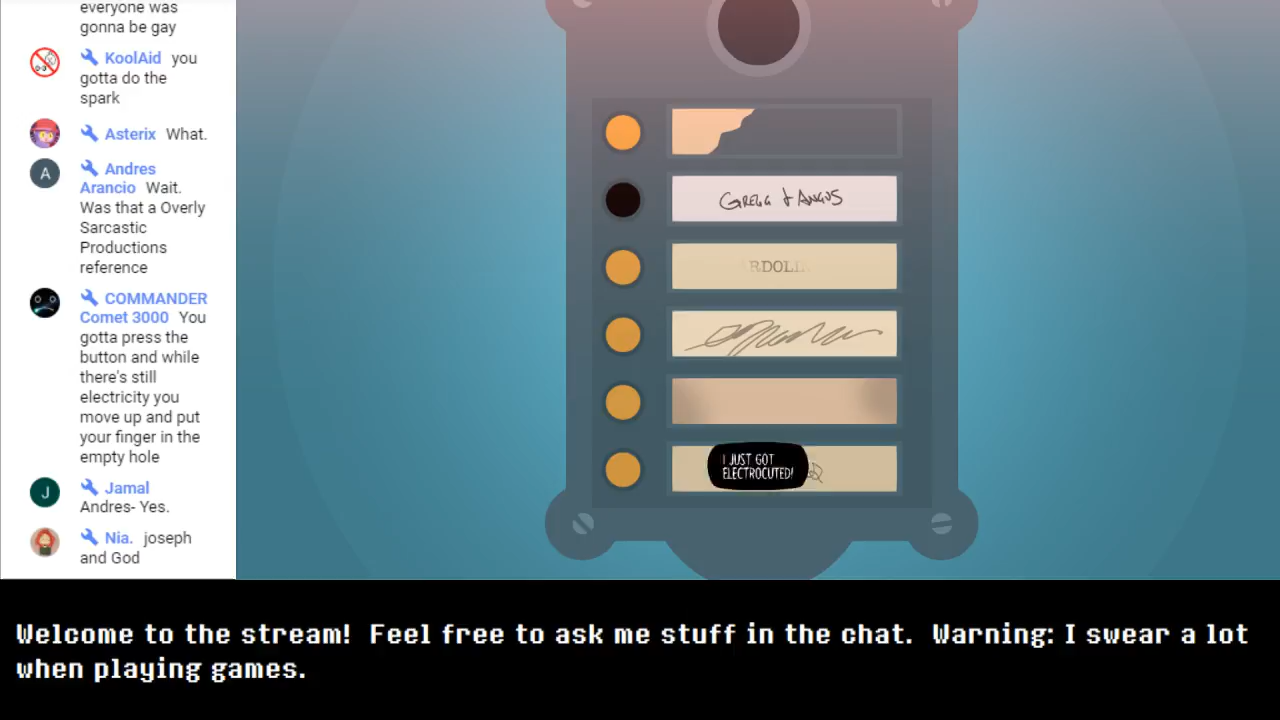 everyone was
gonna be gay
KoolAid you
gotta do the
spark
Asterix What.
A
Andres
Arancio Wait.
Was that a Overly
Sarcastic
Productions
reference
COMMANDER
Comet 3000 You
gotta press the
button and while
there's still
electricity you
move up and put
your finger in the
empty hole
J
Jamal
Andres- Yes.
Nia. joseph
and God
GREGG + ANGUS
RDOLI
I JUST GOT
ELECTROCUTED!
Welcome to the stream! Feel free to ask me stuff in the chat. Warning: I swear a lot
when playing games.